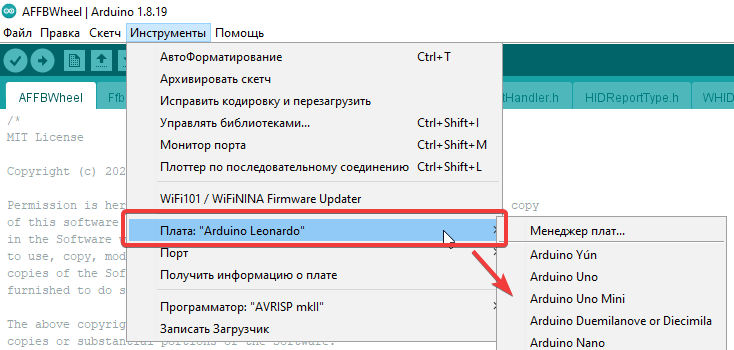 AFFBWheel | Arduino 1.8.19
Файл Правка Скетч Инструменты Помощь
АвтоФорматирование Ctrl+T
Архивировать скетч
Исправить кодировку и перезагрузить
Управлять библиотеками... Ctrl+Shift+I
Монитор порта Ctrl+Shift+M
Плоттер по последовательному соединению Ctrl+Shift+L
WiFi101 / WiFiNINA Firmware Updater
Плата: "Arduino Leonardo"
Порт
Получить информацию о плате
Программатор: "AVRISP mkII"
Записать Загрузчик
Менеджер плат...
Arduino Yún
Arduino Uno
Arduino Uno Mini
Arduino Duemilanove or Diecimila
Arduino Nano
AFFBWheel Ffb tHandler.h HIDReportType.h WHID
/*
MIT License
Copyright (c) 202
Permission is here copy
of this software
in the Software w
to use, copy, mod
copies of the Sof
furnished to do s
The above copyrig
copies or substantial portions of the Software.